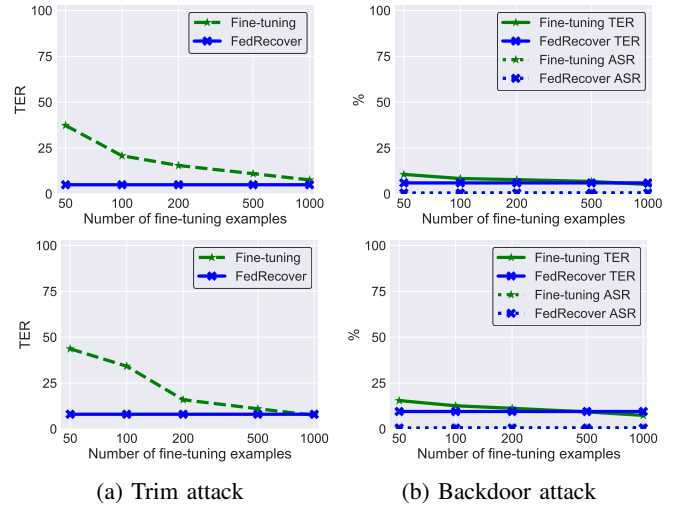 100
75
50
25
0
TER
Fine-tuning
FedRecover
50 100 200 500 1000
Number of fine-tuning examples
100
75
50
25
0
%
Fine-tuning TER
FedRecover TER
Fine-tuning ASR
FedRecover ASR
50 100 200 500 1000
Number of fine-tuning examples
100
75
50
25
0
TER
Fine-tuning
FedRecover
50 100 200 500 1000
Number of fine-tuning examples
100
75
50
25
0
%
Fine-tuning TER
FedRecover TER
Fine-tuning ASR
FedRecover ASR
50 100 200 500 1000
Number of fine-tuning examples
(a) Trim attack
(b) Backdoor attack